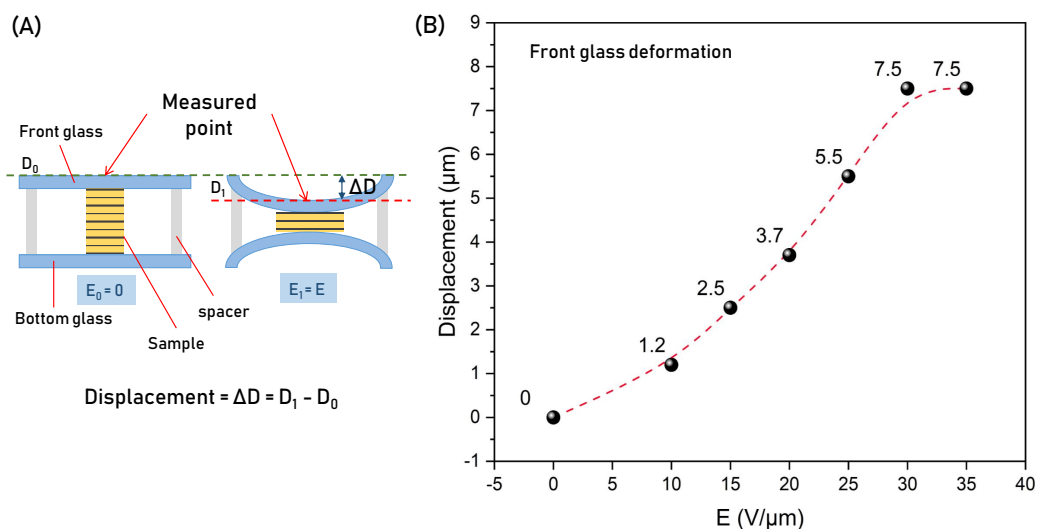 (A)
Measured
point
Front glass
D₀
D₁
ΔD
E₀ = 0
E₁ = E
Bottom glass
spacer
Sample
Displacement = ΔD = D₁ - D₀
(B)
Front glass deformation
Displacement (µm)
9
8
7
6
5
4
3
2
1
0
-1
0
1.2
2.5
3.7
5.5
7.5
7.5
-5 0 5 10 15 20 25 30 35 40
E (V/µm)